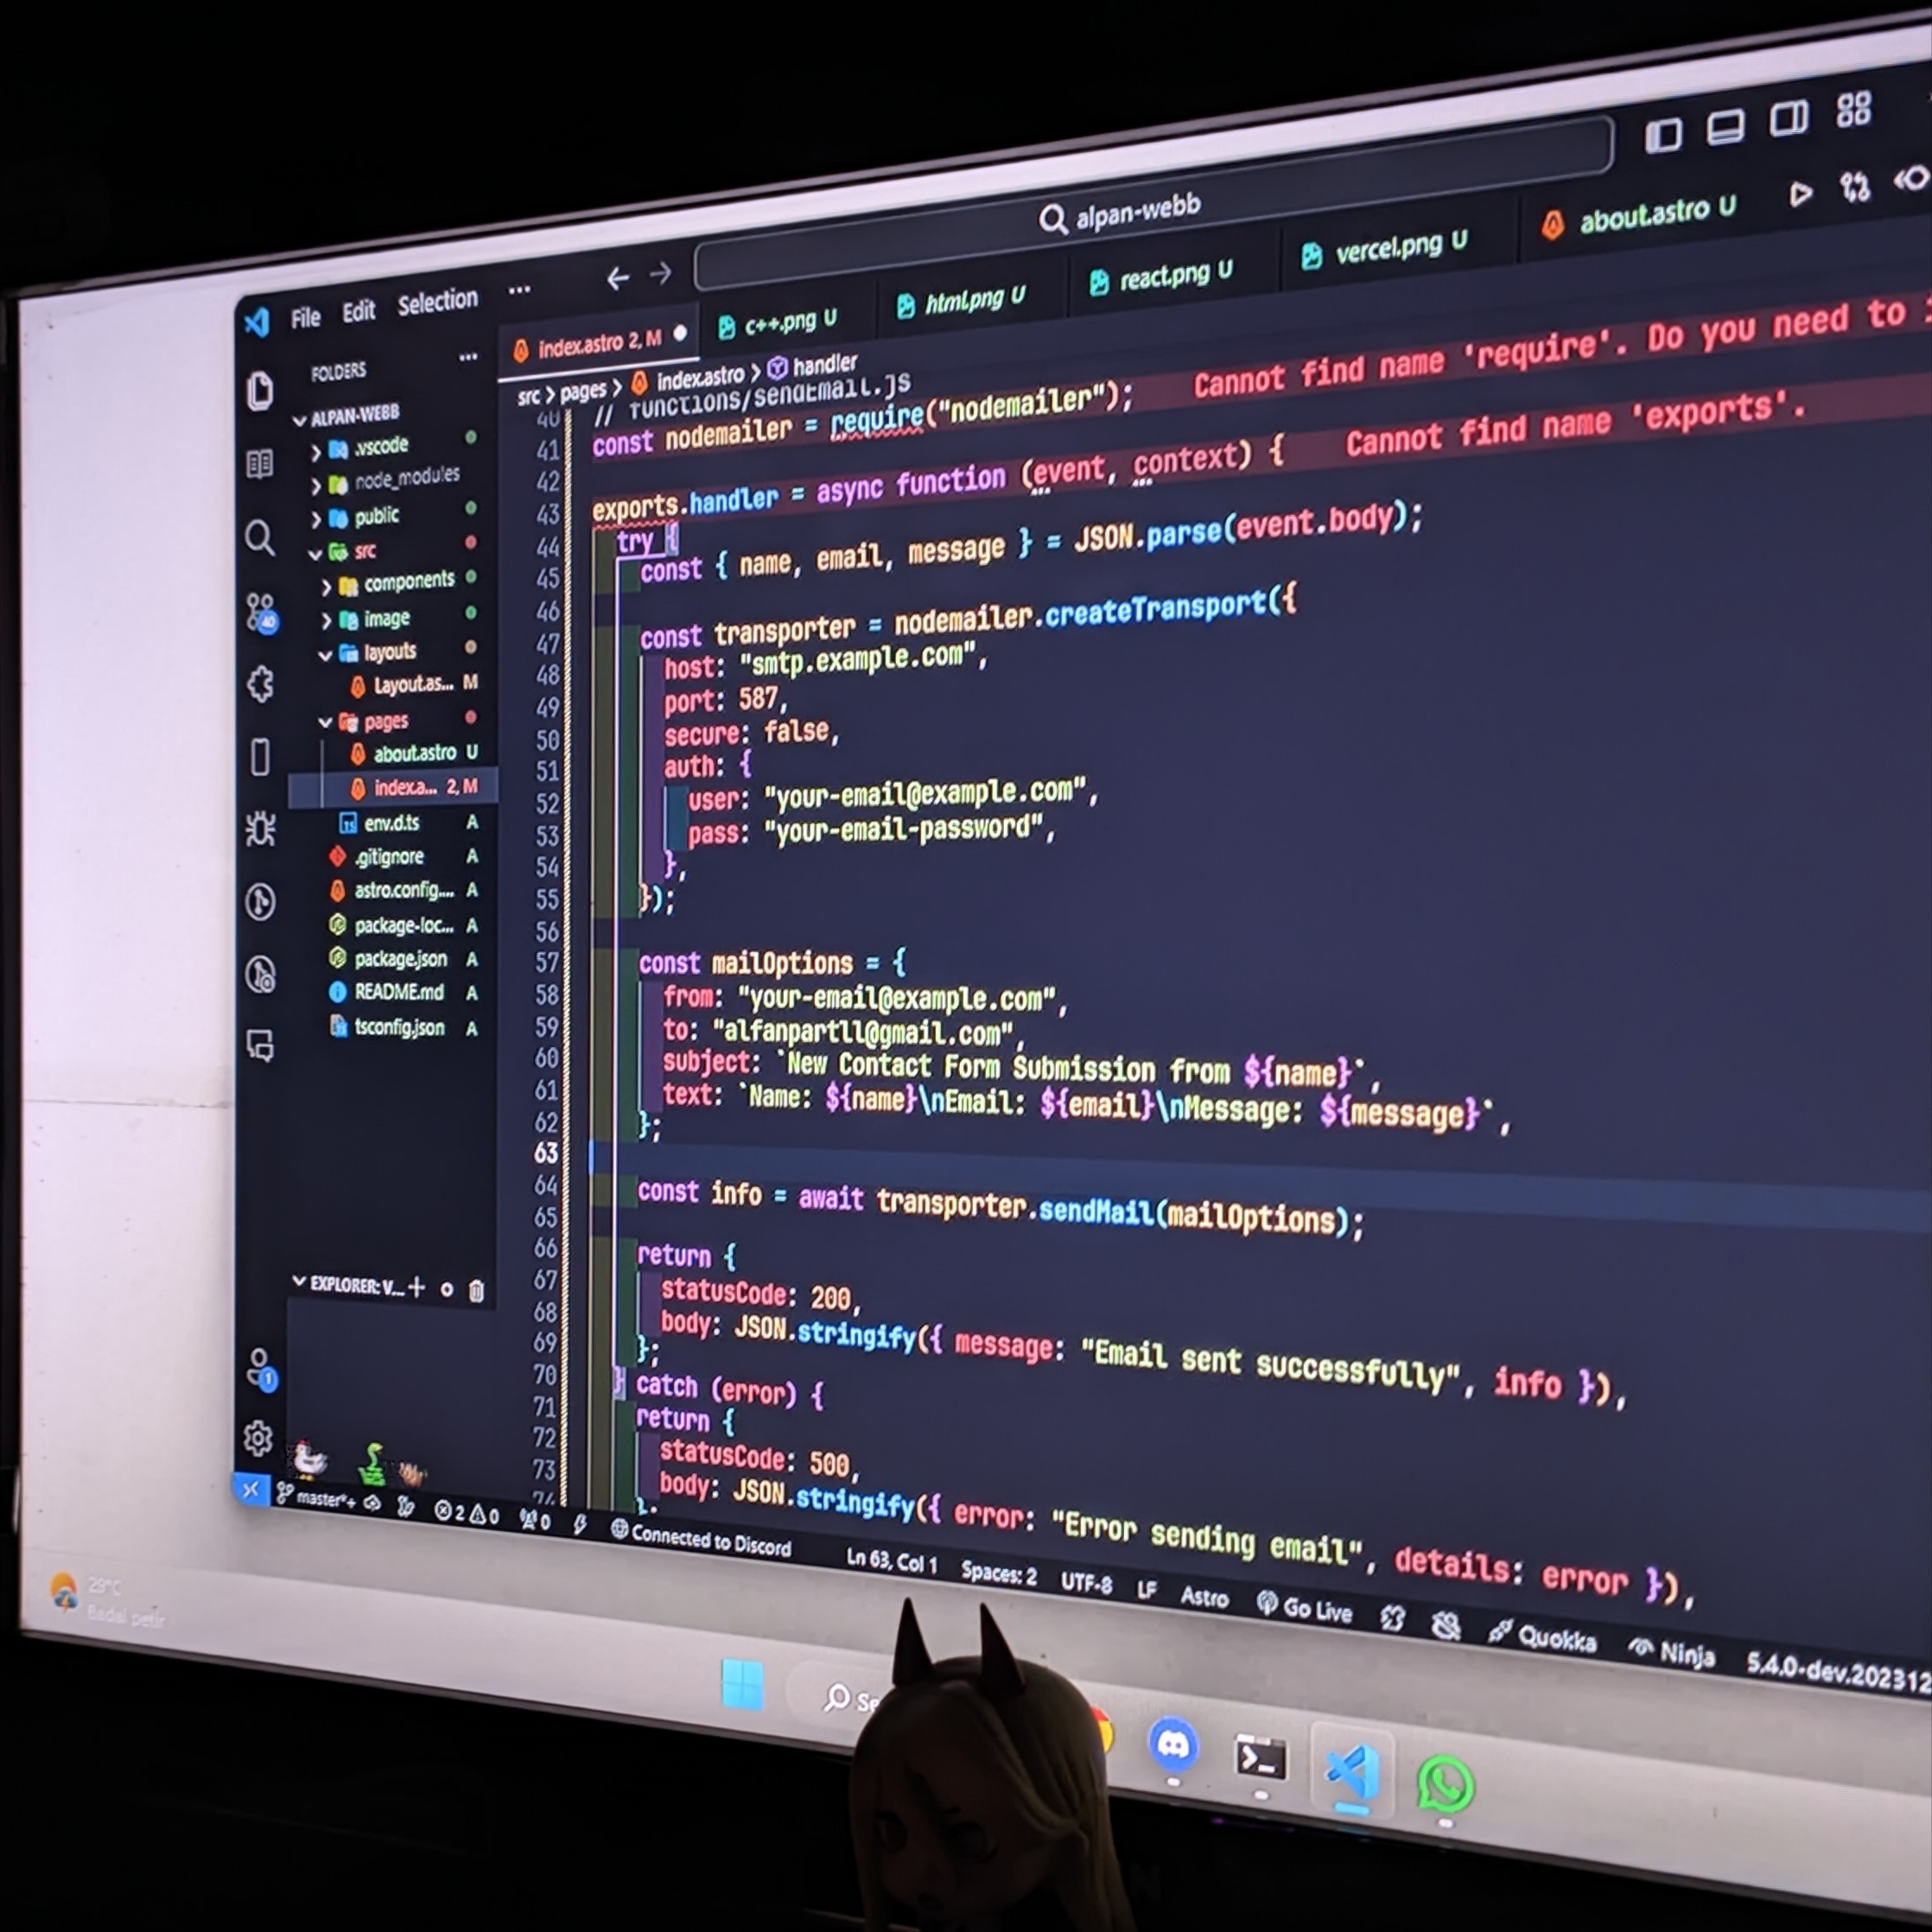 alpan-webb
File Edit Selection ...
index.astro 2, M
c++.png U
html.png U
react.png U
vercel.png U
about.astro U
src > pages > index.astro > handler
FOLDERS
ALPAN-WEBB
.vscode
node_modules
public
src
components
image
layouts
Layout.as... M
pages
about.astro U
index.a... 2, M
env.d.ts A
.gitignore A
astro.config.... A
package-loc... A
package.json A
README.md A
tsconfig.json A
EXPLORER: V...
40 // functions/sendEmail.js
41 const nodemailer = require("nodemailer"); Cannot find name 'require'. Do you need to
42
43 exports.handler = async function (event, context) { Cannot find name 'exports'.
44 try {
45 const { name, email, message } = JSON.parse(event.body);
46
47 const transporter = nodemailer.createTransport({
48 host: "smtp.example.com",
49 port: 587,
50 secure: false,
51 auth: {
52 user: "your-email@example.com",
53 pass: "your-email-password",
54 },
55 });
56
57 const mailOptions = {
58 from: "your-email@example.com",
59 to: "alfanpartll@gmail.com",
60 subject: `New Contact Form Submission from ${name}`,
61 text: `Name: ${name}\nEmail: ${email}\nMessage: ${message}`,
62 };
63
64 const info = await transporter.sendMail(mailOptions);
65
66 return {
67 statusCode: 200,
68 body: JSON.stringify({ message: "Email sent successfully", info }),
69 };
70 } catch (error) {
71 return {
72 statusCode: 500,
73 body: JSON.stringify({ error: "Error sending email", details: error }),
74 };
40
1
master*+ 2 0 0 Connected to Discord Ln 63, Col 1 Spaces: 2 UTF-8 LF Astro Go Live Quokka Ninja 5.4.0-dev.202312
29°C
Badai petir